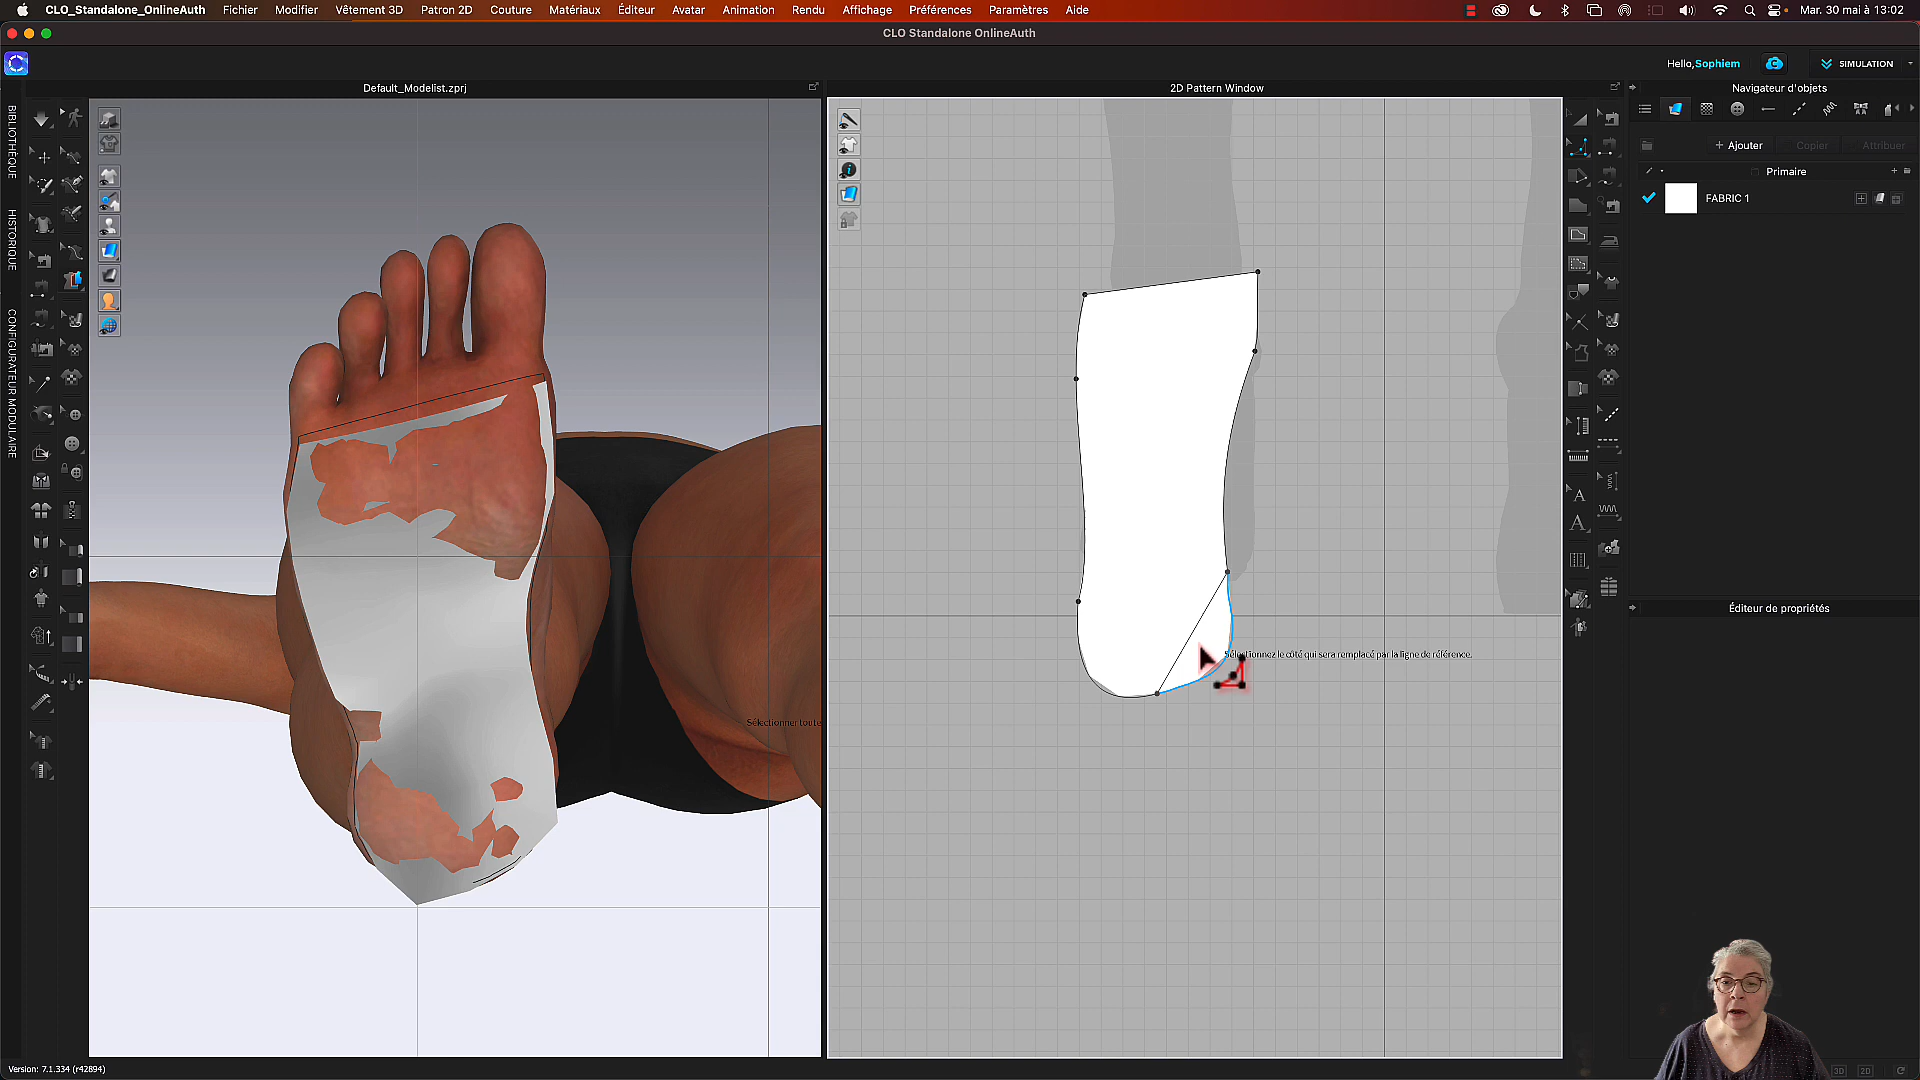 CLO_Standalone_OnlineAuth Fichier Modifier Vêtement 3D Patron 2D Couture Matériaux Éditeur Avatar Animation Rendu Affichage Préférences Paramètres Aide Mar. 30 mai à 13:02
CLO Standalone OnlineAuth
Hello,Sophiem SIMULATION
Default_Modelist.zprj 2D Pattern Window Navigateur d'objets
BIBLIOTHÈQUE
HISTORIQUE
CONFIGURATEUR MODULAIRE
+ Ajouter Copier Attribuer
Primaire
FABRIC 1
Éditeur de propriétés
Sélectionnez le côté qui sera remplacé par la ligne de référence.
Sélectionner toute
Version: 7.1.334 (r42894)
3D 2D